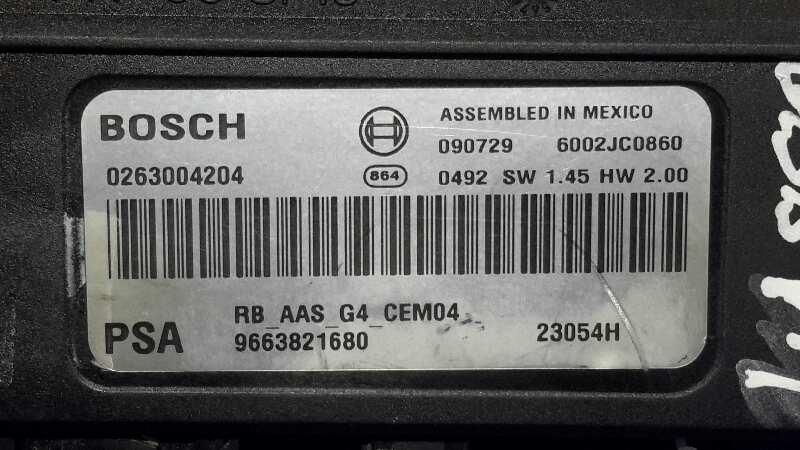 BOSCH
ASSEMBLED IN MEXICO
090729 6002JC0860
0263004204 864 0492 SW 1.45 HW 2.00
RB_AAS_G4_CEM04
PSA 9663821680 23054H